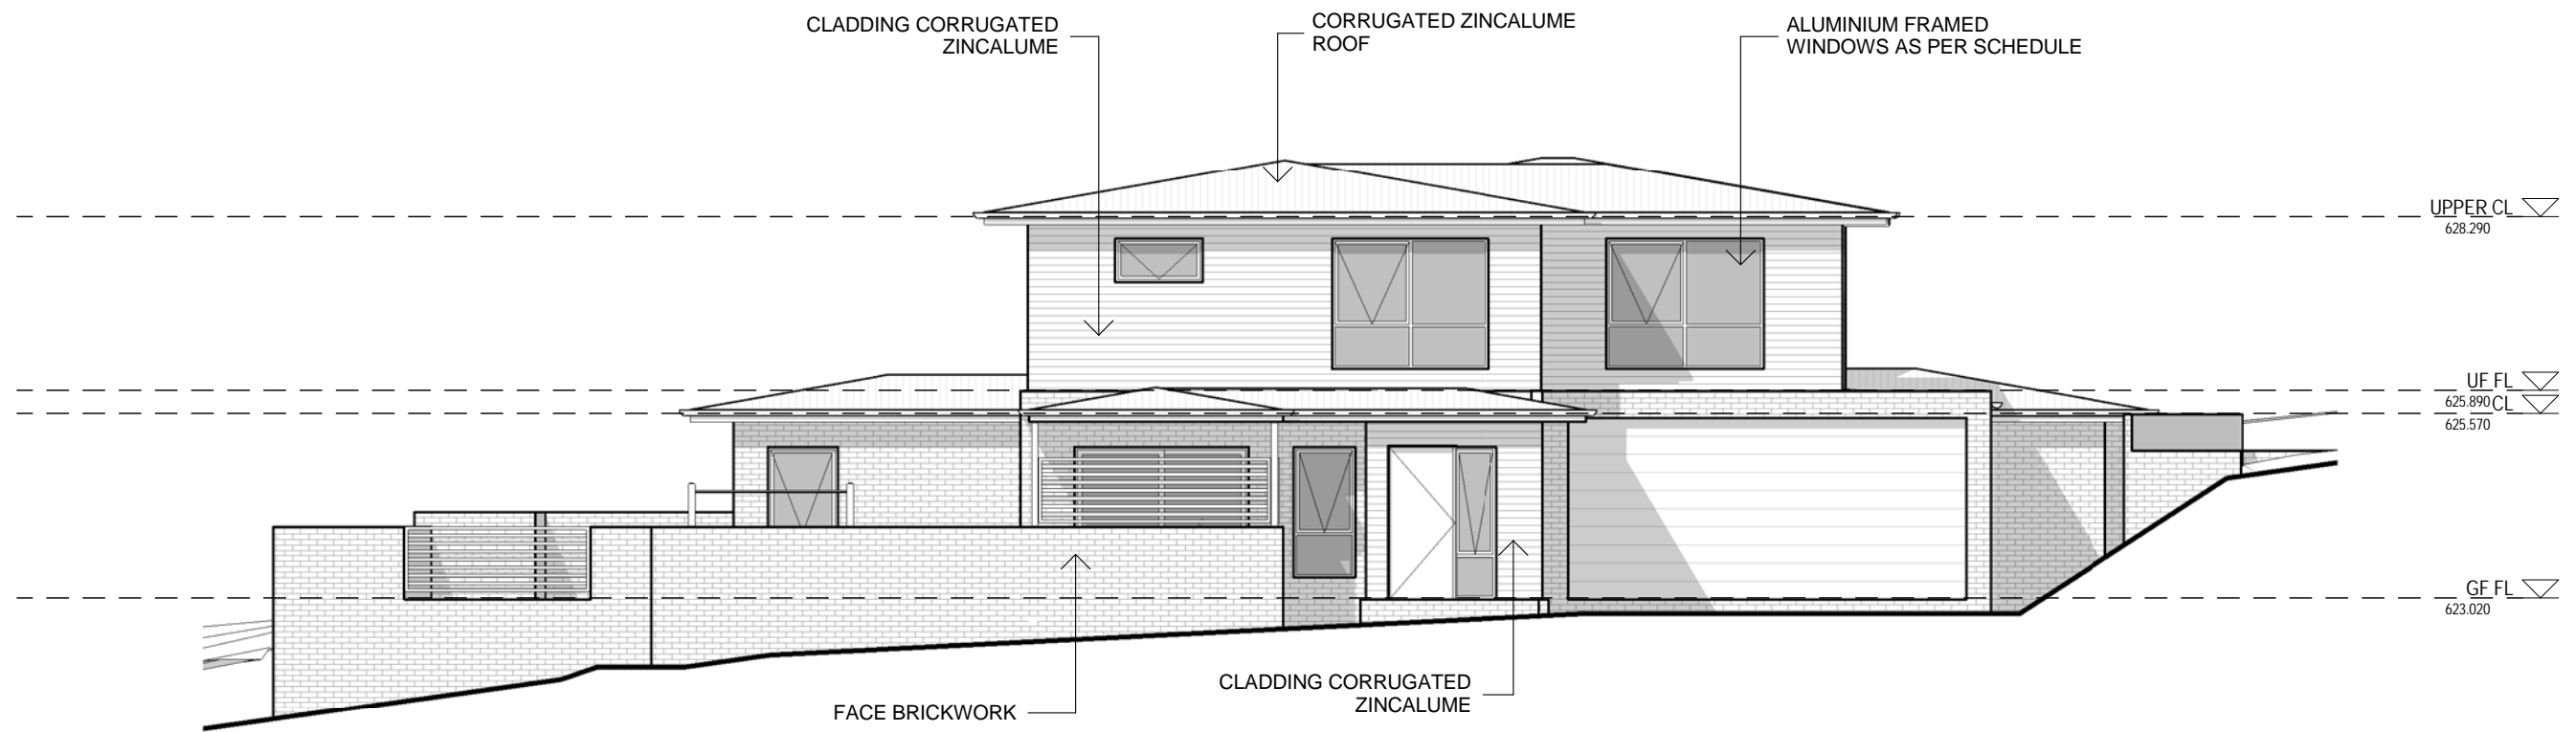 CLADDING CORRUGATED
ZINCALUME
CORRUGATED ZINCALUME
ROOF
ALUMINIUM FRAMED
WINDOWS AS PER SCHEDULE
UPPER CL
628.290
UF FL
625.890
CL
625.570
GF FL
623.020
CLADDING CORRUGATED
ZINCALUME
FACE BRICKWORK